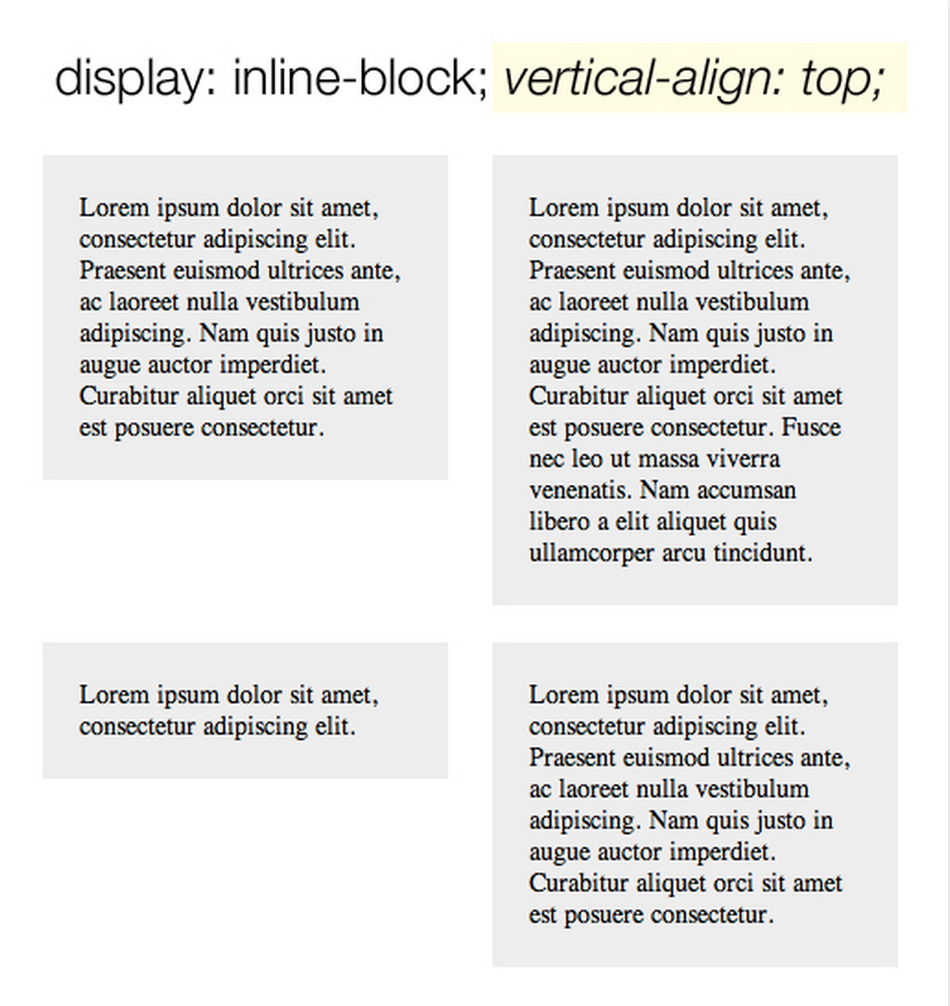 display: inline-block; vertical-align: top;
Lorem ipsum dolor sit amet,
consectetur adipiscing elit.
Praesent euismod ultrices ante,
ac laoreet nulla vestibulum
adipiscing. Nam quis justo in
augue auctor imperdiet.
Curabitur aliquet orci sit amet
est posuere consectetur.
Lorem ipsum dolor sit amet,
consectetur adipiscing elit.
Praesent euismod ultrices ante,
ac laoreet nulla vestibulum
adipiscing. Nam quis justo in
augue auctor imperdiet.
Curabitur aliquet orci sit amet
est posuere consectetur. Fusce
nec leo ut massa viverra
venenatis. Nam accumsan
libero a elit aliquet quis
ullamcorper arcu tincidunt.
Lorem ipsum dolor sit amet,
consectetur adipiscing elit.
Lorem ipsum dolor sit amet,
consectetur adipiscing elit.
Praesent euismod ultrices ante,
ac laoreet nulla vestibulum
adipiscing. Nam quis justo in
augue auctor imperdiet.
Curabitur aliquet orci sit amet
est posuere consectetur.